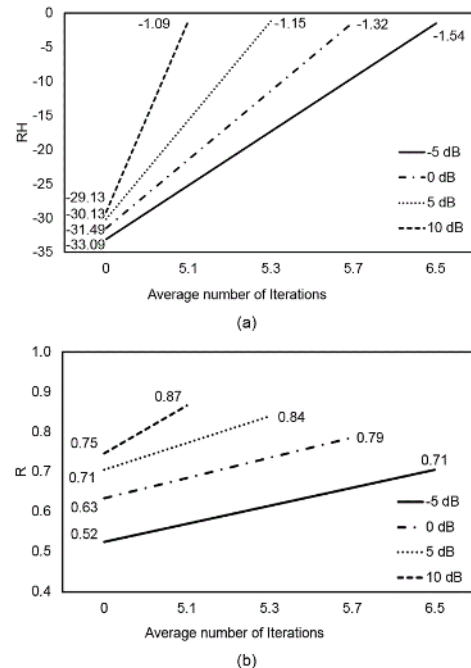 0
-5
-10
-15
-20
-25
-30
-35
RH
-1.09
-1.15
-1.32
-1.54
-29.13
-30.13
-31.49
-33.09
-5 dB
0 dB
5 dB
10 dB
0 5.1 5.3 5.7 6.5
Average number of Iterations
(a)
1.0
0.9
0.8
0.7
0.6
0.5
0.4
R
0.87
0.84
0.79
0.71
0.75
0.71
0.63
0.52
-5 dB
0 dB
5 dB
10 dB
0 5.1 5.3 5.7 6.5
Average number of Iterations
(b)